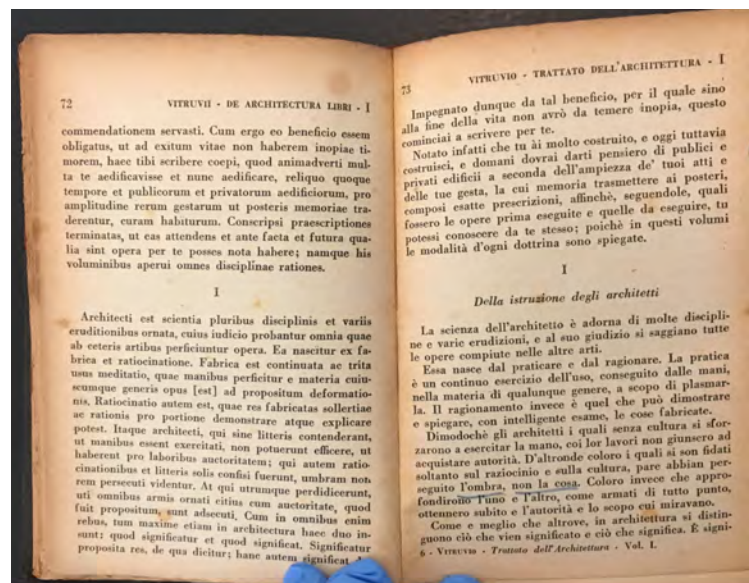 72
VITRUVII - DE ARCHITECTURA LIBRI - I
commendationem servasti. Cum ergo eo beneficio essem
obligatus, ut ad exitum vitae non haberem inopiae ti-
morem, haec tibi scribere coepi, quod animadverti mul-
ta te aedificavisse et nunc aedificare, reliquo quoque
tempore et publicorum et privatorum aedificiorum, pro
amplitudine rerum gestarum ut posteris memoriae tra-
derentur, curam habiturum. Conscripsi praescriptiones
terminatas, ut eas attendens et ante facta et futura qua-
lia sint opera per te posses nota habere; namque his
voluminibus aperui omnes disciplinae rationes.
I
Architecti est scientia pluribus disciplinis et variis
eruditionibus ornata, cuius iudicio probantur omnia quae
ab ceteris artibus perficiuntur opera. Ea nascitur ex fa-
brica et ratiocinatione. Fabrica est continuata ac trita
usus meditatio, quae manibus perficitur e materia cuiu-
scumque generis opus [est] ad propositum deformatio-
nis. Ratiocinatio autem est, quae res fabricatas sollertiae
ac rationis pro portione demonstrare atque explicare
potest. Itaque architecti, qui sine litteris contenderant,
ut manibus essent exercitati, non potuerunt efficere, ut
haberent pro laboribus auctoritatem; qui autem ratio-
cinationibus et litteris solis confisi fuerunt, umbram non
rem persecuti videntur. At qui utrumque perdidicerunt,
uti omnibus armis ornati citius cum auctoritate, quod
fuit propositum, sunt adsecuti. Cum in omnibus enim
rebus, tum maxime etiam in architectura haec duo in-
sunt: quod significatur et quod significat. Significatur
proposita res, de qua dicitur; hanc autem significat
73
VITRUVIO - TRATTATO DELL'ARCHITETTURA - I
Impegnato dunque da tal beneficio, per il quale sino
alla fine della vita non avrò da temere inopia, questo
cominciai a scrivere per te.
Notato infatti che tu ài molto costruito, e oggi tuttavia
costruisci, e domani dovrai darti pensiero di publici e
privati edificii a seconda dell'ampiezza de' tuoi atti e
delle tue gesta, la cui memoria trasmettere ai posteri,
composi esatte prescrizioni, affinchè, seguendole, quali
fossero le opere prima eseguite e quelle da eseguire, tu
potessi conoscere da te stesso; poichè in questi volumi
le modalità d'ogni dottrina sono spiegate.
I
Della istruzione degli architetti
La scienza dell'architetto è adorna di molte discipli-
ne e varie erudizioni, e al suo giudizio si saggiano tutte
le opere compiute nelle altre arti.
Essa nasce dal praticare e dal ragionare. La pratica
è un continuo esercizio dell'uso, conseguito dalle mani,
nella materia di qualunque genere, a scopo di plasmar-
la. Il ragionamento invece è quel che può dimostrare
e spiegare, con intelligente esame, le cose fabricate.
Dimodochè gli architetti i quali senza cultura si sfor-
zarono a esercitar la mano, coi lor lavori non giunsero ad
acquistare autorità. D'altronde coloro i quali si son fidati
soltanto sul raziocinio e sulla cultura, pare abbian per-
seguito l'ombra, non la cosa. Coloro invece che appro-
fondirono l'uno e l'altro, come armati di tutto punto,
ottennero subito e l'autorità e lo scopo cui miravano.
Come e meglio che altrove, in architettura si distin-
guono ciò che vien significato e ciò che significa. È signi-
6 - VITRUVIO - Trattato dell'Architettura - Vol. I.